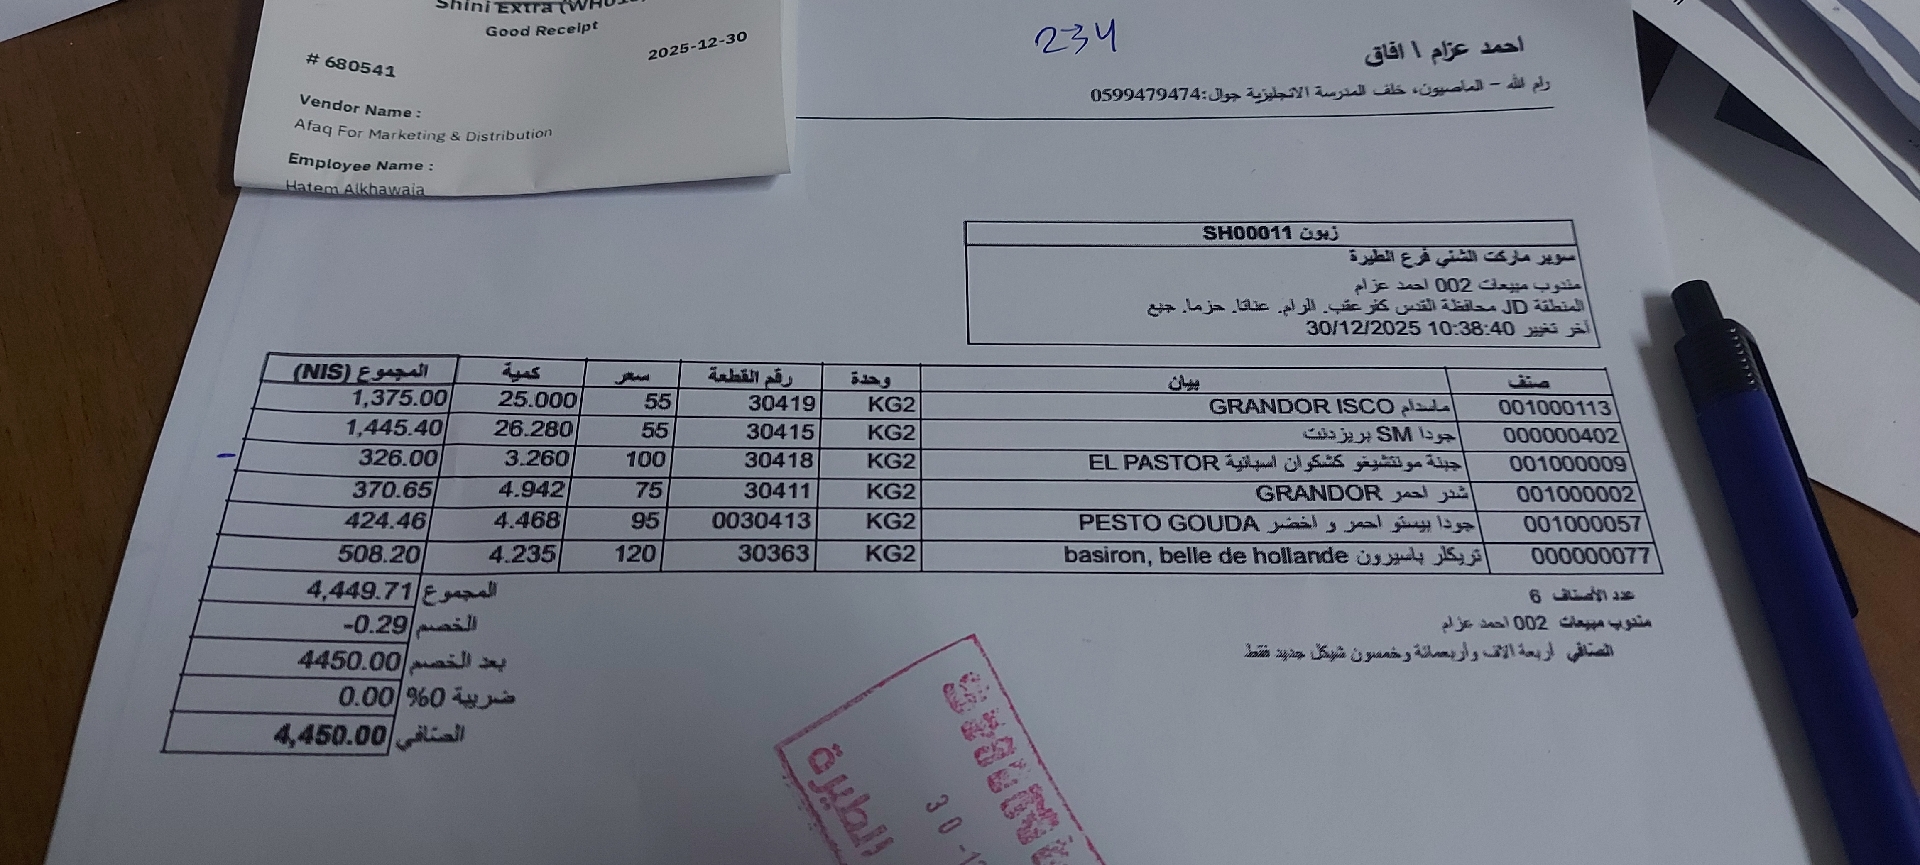 Shini Extra
Good Receipt
# 680541 2025-12-30
Vendor Name :
Afaq For Marketing & Distribution
Employee Name :
Hatem Alkhawaja
234
احمد عزام \ افاق
رام الله - الماصيون، خلف المدرسة الانجليزية جوال:0599479474
زبون SH00011
سوبر ماركت الشني فرع الطيرة
مندوب مبيعات 002 احمد عزام
المنطقة JD محافظة القدس كفر عقب. الرام. عناتا. حزما. جبع
آخر تغيير 30/12/2025 10:38:40
صنف بيان وحدة رقم القطعة سعر كمية المجموع (NIS)
001000113 ماسدام GRANDOR ISCO KG2 30419 55 25.000 1,375.00
000000402 جودا SM بريزدنت KG2 30415 55 26.280 1,445.40
001000009 جبنة مونتشيغو كشكوان اسبانية EL PASTOR KG2 30418 100 3.260 326.00
001000002 شدر احمر GRANDOR KG2 30411 75 4.942 370.65
001000057 جودا بيستو احمر و اخضر PESTO GOUDA KG2 0030413 95 4.468 424.46
000000077 تريكلر باسيرون basiron, belle de hollande KG2 30363 120 4.235 508.20
المجموع 4,449.71
الخصم -0.29
بعد الخصم 4450.00
ضريبة 0% 0.00
الصافي 4,450.00
عدد الأصناف 6
مندوب مبيعات 002 احمد عزام
الصافي أربعة الاف وأربعمائة وخمسون شيكل جديد فقط
الطيرة
30